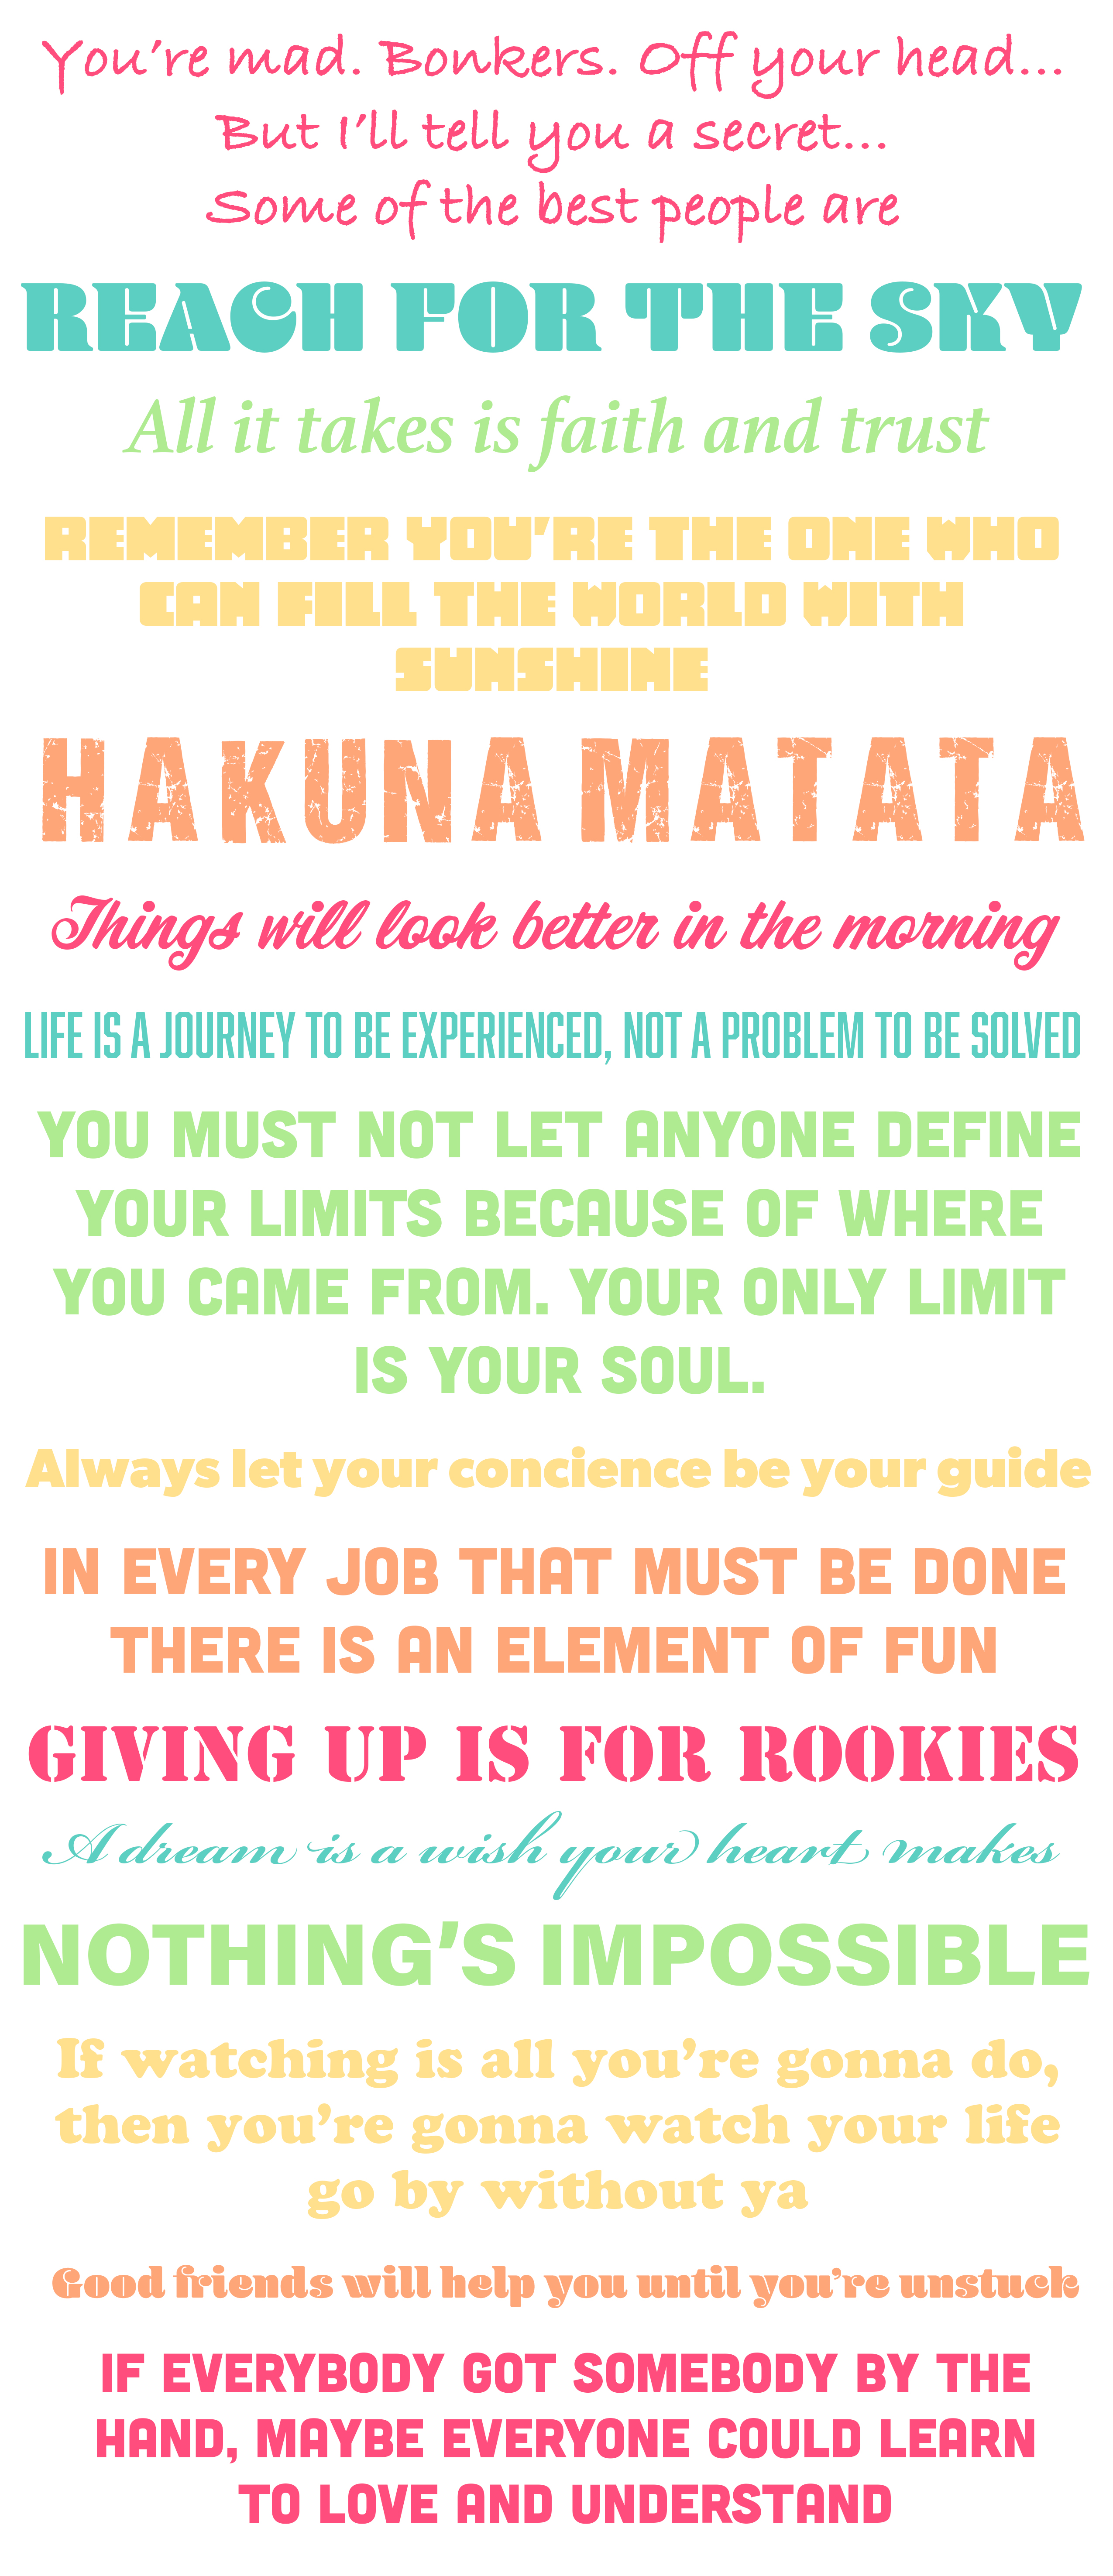 You're mad. Bonkers. Off your head...
But I'll tell you a secret...
Some of the best people are
REACH FOR THE SKY
All it takes is faith and trust
REMEMBER YOU'RE THE ONE WHO
CAN FILL THE WORLD WITH
SUNSHINE
HAKUNA MATATA
Things will look better in the morning
LIFE IS A JOURNEY TO BE EXPERIENCED, NOT A PROBLEM TO BE SOLVED
YOU MUST NOT LET ANYONE DEFINE
YOUR LIMITS BECAUSE OF WHERE
YOU CAME FROM. YOUR ONLY LIMIT
IS YOUR SOUL.
Always let your concience be your guide
IN EVERY JOB THAT MUST BE DONE
THERE IS AN ELEMENT OF FUN
GIVING UP IS FOR ROOKIES
A dream is a wish your heart makes
NOTHING'S IMPOSSIBLE
If watching is all you're gonna do,
then you're gonna watch your life
go by without ya
Good friends will help you until you're unstuck
IF EVERYBODY GOT SOMEBODY BY THE
HAND, MAYBE EVERYONE COULD LEARN
TO LOVE AND UNDERSTAND